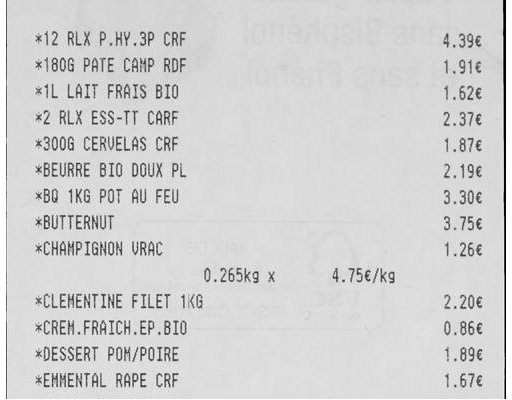 *12 RLX P.HY.3P CRF 4.39€
*180G PATE CAMP RDF 1.91€
*1L LAIT FRAIS BIO 1.62€
*2 RLX ESS-TT CARF 2.37€
*300G CERVELAS CRF 1.87€
*BEURRE BIO DOUX PL 2.19€
*BQ 1KG POT AU FEU 3.30€
*BUTTERNUT 3.75€
*CHAMPIGNON VRAC 1.26€
0.265kg x 4.75€/kg
*CLEMENTINE FILET 1KG 2.20€
*CREM.FRAICH.EP.BIO 0.86€
*DESSERT POM/POIRE 1.89€
*EMMENTAL RAPE CRF 1.67€